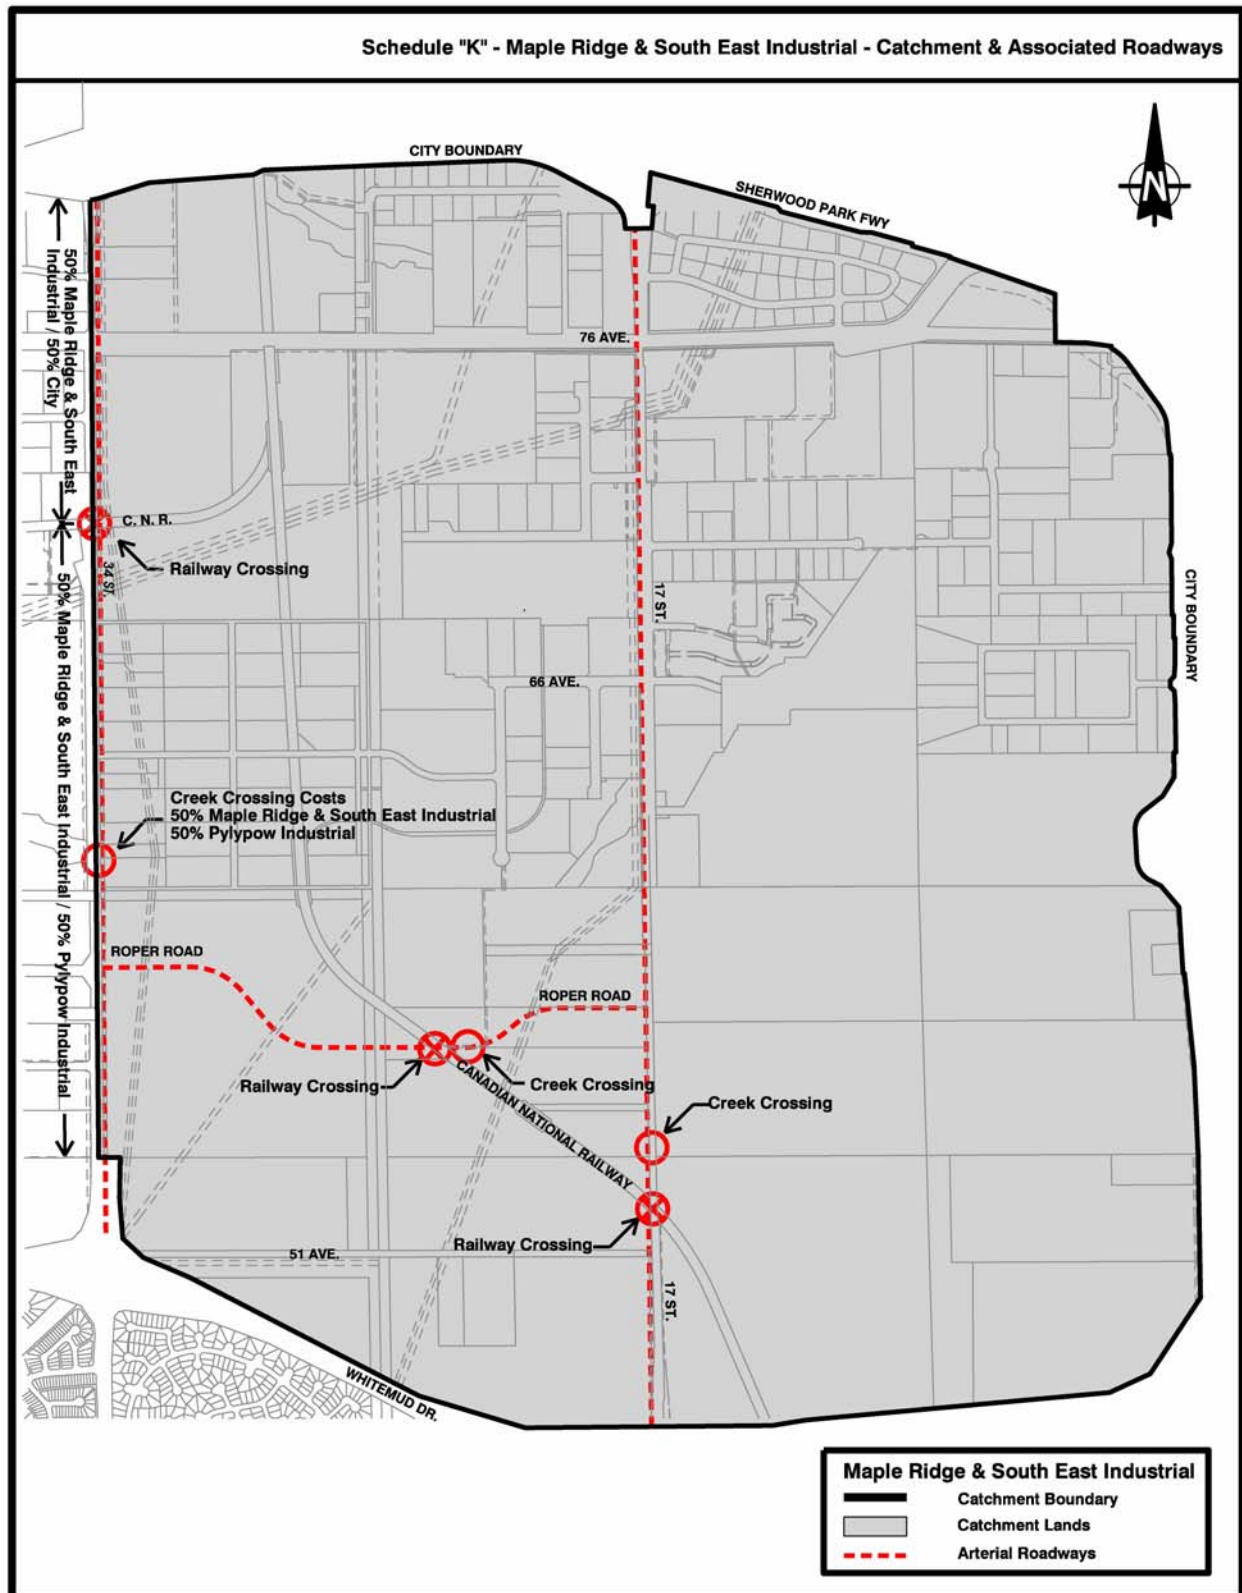 Schedule "K" - Maple Ridge & South East Industrial - Catchment & Associated Roadways
CITY BOUNDARY
SHERWOOD PARK FWY
N
50% Maple Ridge & South East
Industrial / 50% City
76 AVE.
C. N. R.
Railway Crossing
34 ST.
17 ST.
CITY BOUNDARY
50% Maple Ridge & South East Industrial / 50% Pylypow Industrial
66 AVE.
Creek Crossing Costs
50% Maple Ridge & South East Industrial
50% Pylypow Industrial
ROPER ROAD
ROPER ROAD
Railway Crossing
Creek Crossing
CANADIAN NATIONAL RAILWAY
Creek Crossing
Railway Crossing
51 AVE.
17 ST.
WHITEMUD DR.
Maple Ridge & South East Industrial
Catchment Boundary
Catchment Lands
Arterial Roadways